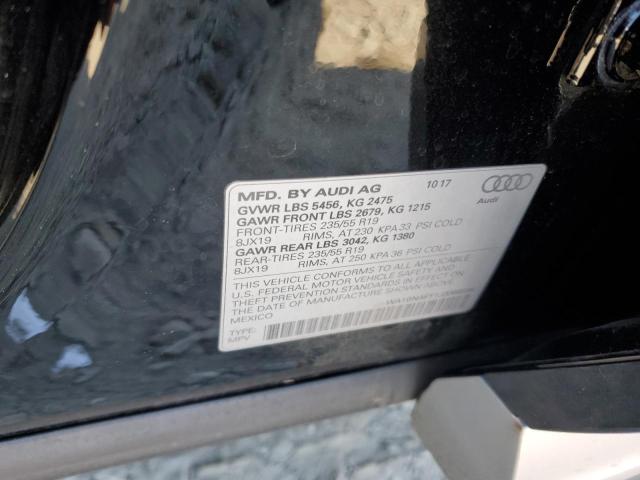 MFD. BY AUDI AG 10 17
GVWR LBS 5456, KG 2475
GAWR FRONT LBS 2679, KG 1215
FRONT-TIRES 235/55 R19
8JX19 RIMS, AT 230 KPA 33 PSI COLD
GAWR REAR LBS 3042, KG 1380
REAR-TIRES 235/55 R19
8JX19 RIMS, AT 250 KPA 36 PSI COLD
Audi
THIS VEHICLE CONFORMS TO ALL APPLICABLE
U.S. FEDERAL MOTOR VEHICLE SAFETY AND
THEFT PREVENTION STANDARDS IN EFFECT ON
THE DATE OF MANUFACTURE SHOWN ABOVE.
MEXICO
TYPE:
MPV